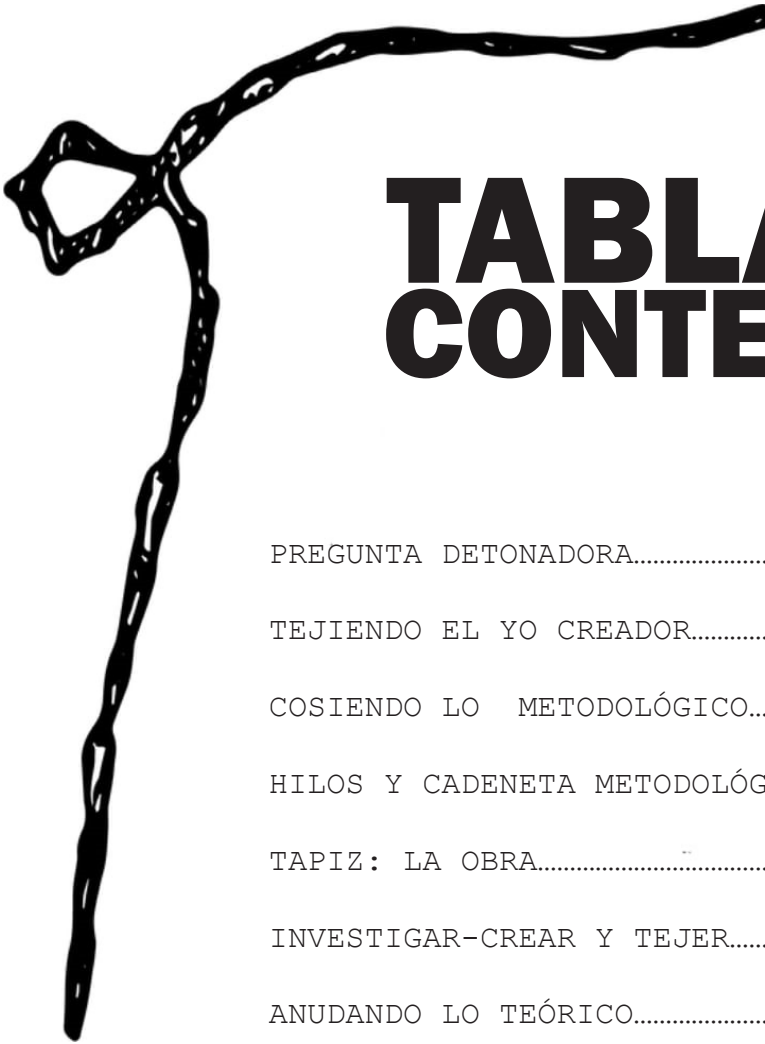 TABLA
CONTE
PREGUNTA DETONADORA……………………
TEJIENDO EL YO CREADOR…………
COSIENDO LO  METODOLÓGICO…
HILOS Y CADENETA METODOLÓG
TAPIZ: LA OBRA………………………………………
INVESTIGAR-CREAR Y TEJER……
ANUDANDO LO TEÓRICO……………………